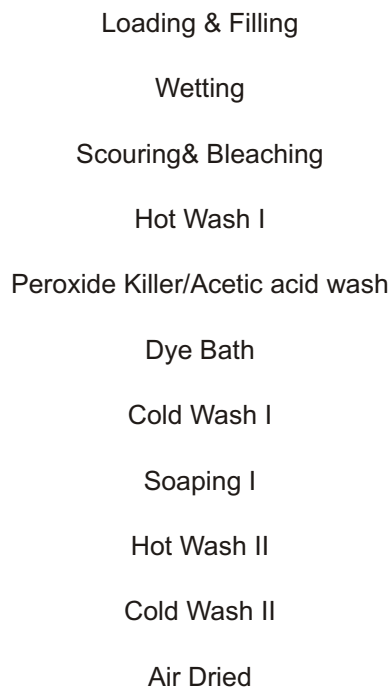 Loading & Filling
Wetting
Scouring& Bleaching
Hot Wash I
Peroxide Killer/Acetic acid wash
Dye Bath
Cold Wash I
Soaping I
Hot Wash II
Cold Wash II
Air Dried